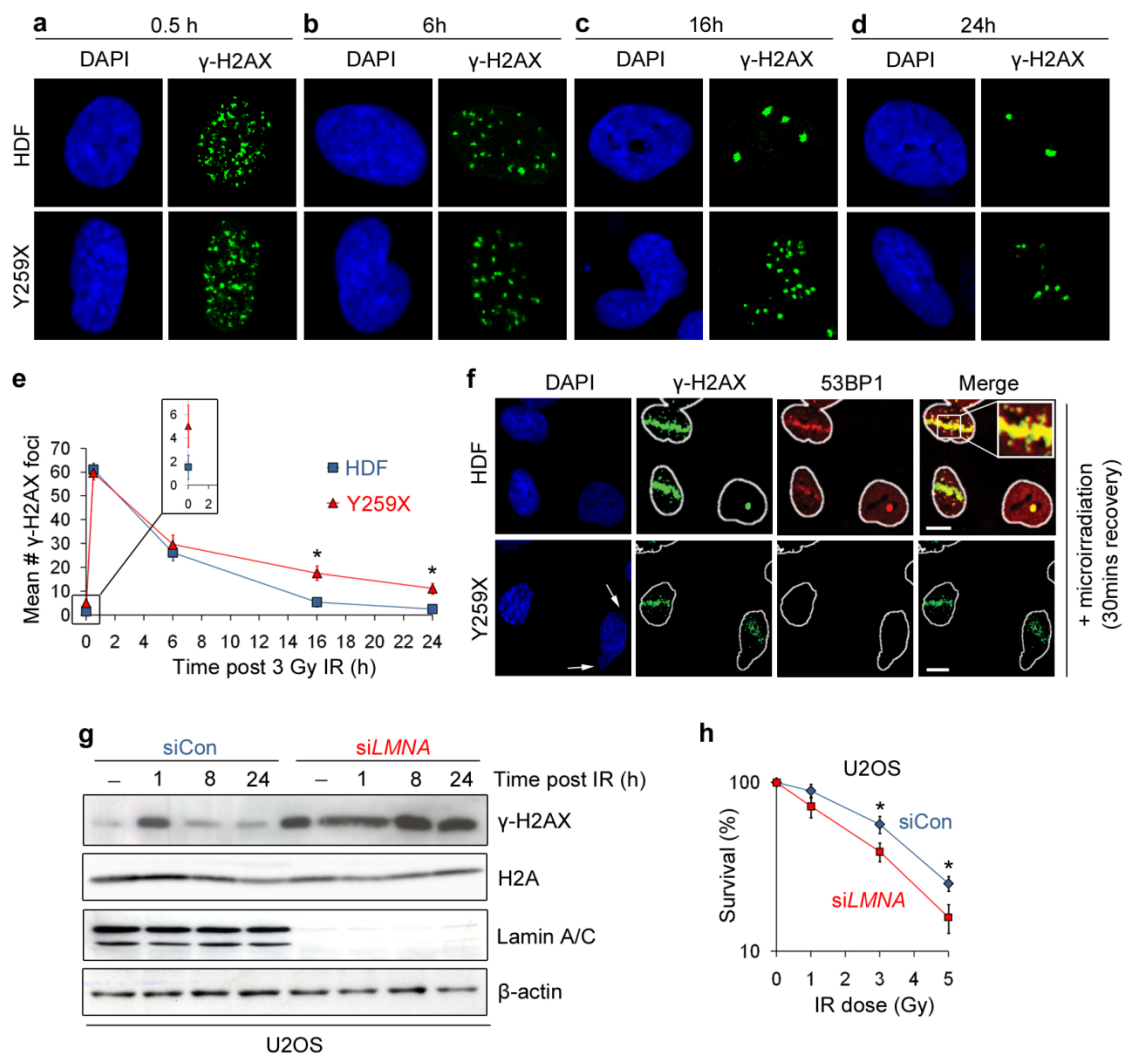 a 0.5 h b 6h c 16h d 24h
DAPI γ-H2AX DAPI γ-H2AX DAPI γ-H2AX DAPI γ-H2AX
HDF
Y259X
e
Mean # γ-H2AX foci
70
60
50
40
30
20
10
0
6
4
2
0
0 2
HDF
Y259X
*
*
0 2 4 6 8 10 12 14 16 18 20 22 24
Time post 3 Gy IR (h)
f
DAPI γ-H2AX 53BP1 Merge
HDF
Y259X
+ microirradiation
(30mins recovery)
g
siCon siLMNA
– 1 8 24 – 1 8 24 Time post IR (h)
γ-H2AX
H2A
Lamin A/C
β-actin
U2OS
h
U2OS
Survival (%)
100
10
*
*
siCon
siLMNA
0 1 2 3 4 5
IR dose (Gy)